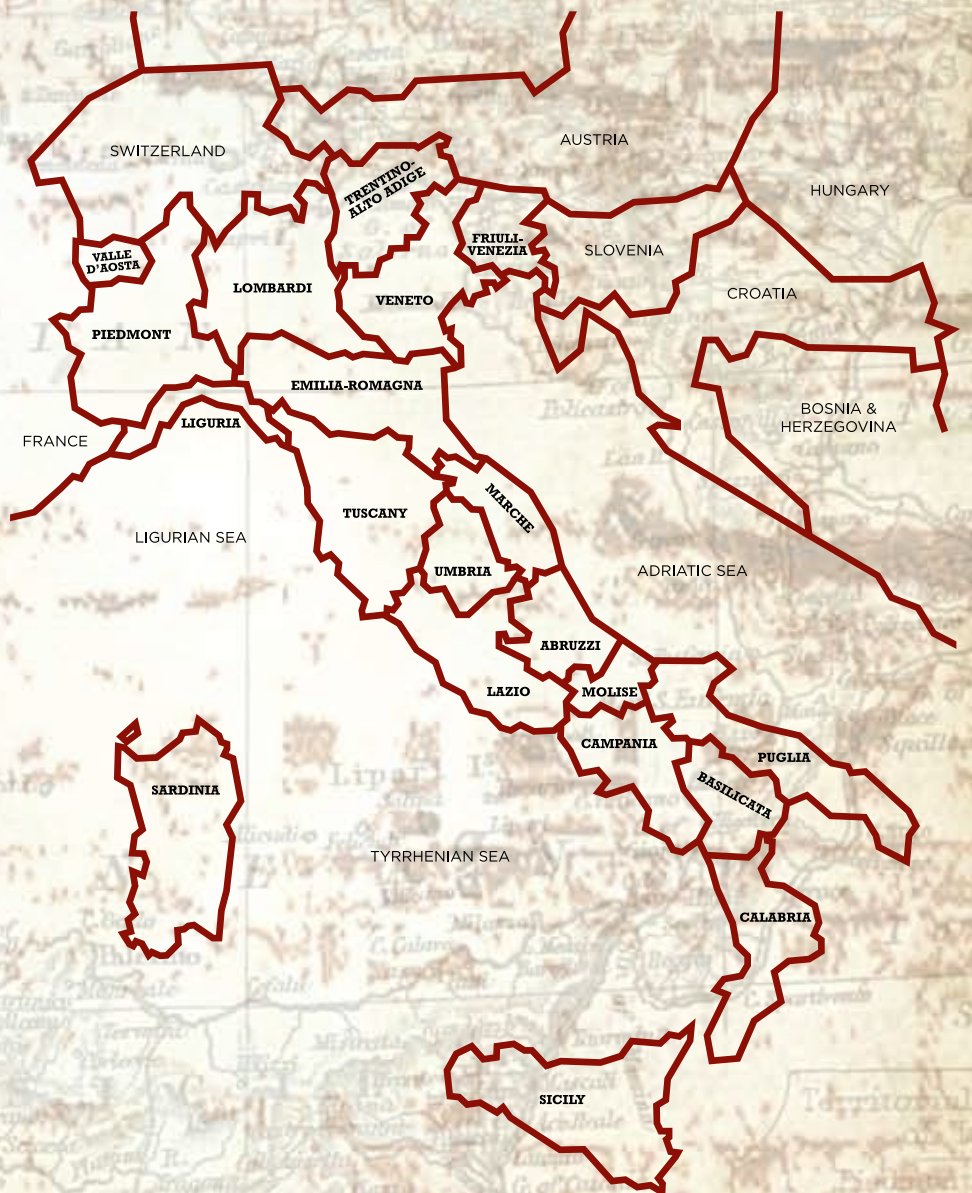 SWITZERLAND
AUSTRIA
HUNGARY
TRENTINO-
ALTO ADIGE
FRIULI-
VENEZIA
SLOVENIA
VALLE
D'AOSTA
LOMBARDI
VENETO
CROATIA
PIEDMONT
EMILIA-ROMAGNA
BOSNIA &
HERZEGOVINA
FRANCE
LIGURIA
TUSCANY
MARCHE
LIGURIAN SEA
UMBRIA
ADRIATIC SEA
ABRUZZI
LAZIO
MOLISE
CAMPANIA
PUGLIA
BASILICATA
SARDINIA
TYRRHENIAN SEA
CALABRIA
SICILY